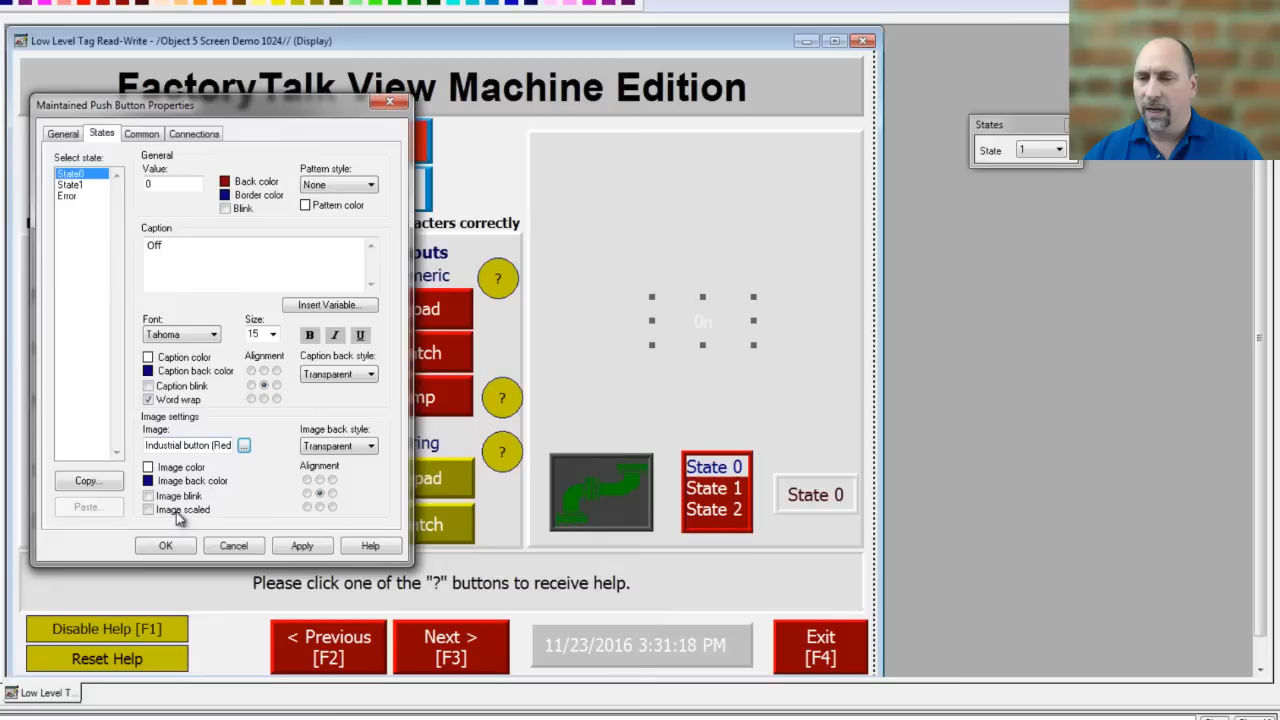 Low Level Tag Read-Write - /Object 5 Screen Demo 1024// (Display)
FactoryTalk View Machine Edition
Maintained Push Button Properties
General States Common Connections
Select state:
State0
State1
Error
General
Value:
0
Back color
Border color
Blink
Pattern style:
None
Pattern color
Caption
Off
Insert Variable...
Font:
Tahoma
Size:
15
B I U
Caption color
Caption back color
Caption blink
Word wrap
Alignment
Caption back style:
Transparent
Image settings
Image:
Industrial button (Red
...
Image back style:
Transparent
Image color
Image back color
Image blink
Image scaled
Alignment
Copy...
Paste...
OK Cancel Apply Help
acters correctly
puts
meric
?
pad
tch
mp
?
ring
?
pad
tch
On
State 0
State 1
State 2
State 0
States
State 1
Please click one of the "?" buttons to receive help.
Disable Help [F1]
Reset Help
< Previous
[F2]
Next >
[F3]
11/23/2016 3:31:18 PM
Exit
[F4]
Low Level T...